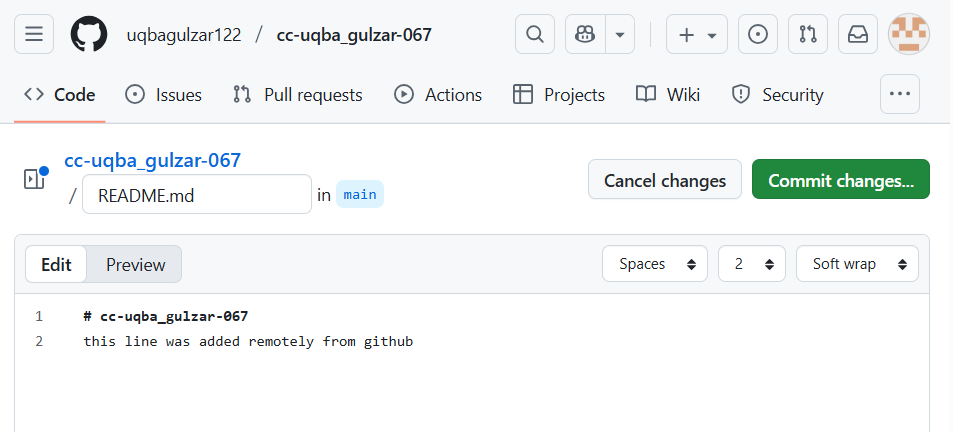 uqbagulzar122 / cc-uqba_gulzar-067
Code Issues Pull requests Actions Projects Wiki Security
cc-uqba_gulzar-067
/ README.md in main
Cancel changes Commit changes...
Edit Preview Spaces 2 Soft wrap
1 # cc-uqba_gulzar-067
2 this line was added remotely from github